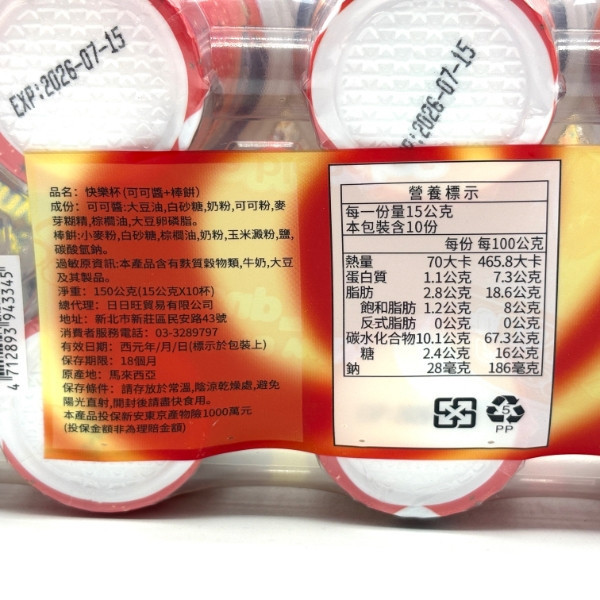 EXP:2026-07-15
EXP:2026-07-15
品名：快樂杯(可可醬+棒餅)
成份：可可醬:大豆油,白砂糖,奶粉,可可粉,麥
芽糊精,棕櫚油,大豆卵磷脂。
棒餅:小麥粉,白砂糖,棕櫚油,奶粉,玉米澱粉,鹽,
碳酸氫鈉。
過敏原資訊:本產品含有麩質穀物類,牛奶,大豆
及其製品。
淨重：150公克(15公克X10杯)
總代理：日日旺貿易有限公司
地址：新北市新莊區民安路43號
消費者服務電話：03-3289797
有效日期：西元年/月/日(標示於包裝上)
保存期限：18個月
原產地：馬來西亞
保存條件：請存放於常溫,陰涼乾燥處,避免
陽光直射,開封後請盡快食用。
本產品投保新安東京產物險1000萬元
(投保金額非為理賠金額)
營養標示
每一份量15公克
本包裝含10份
每份 每100公克
熱量 70大卡 465.8大卡
蛋白質 1.1公克 7.3公克
脂肪 2.8公克 18.6公克
飽和脂肪 1.2公克 8公克
反式脂肪 0公克 0公克
碳水化合物10.1公克 67.3公克
糖 2.4公克 16公克
鈉 28毫克 186毫克
5
PP
4 712893 943345